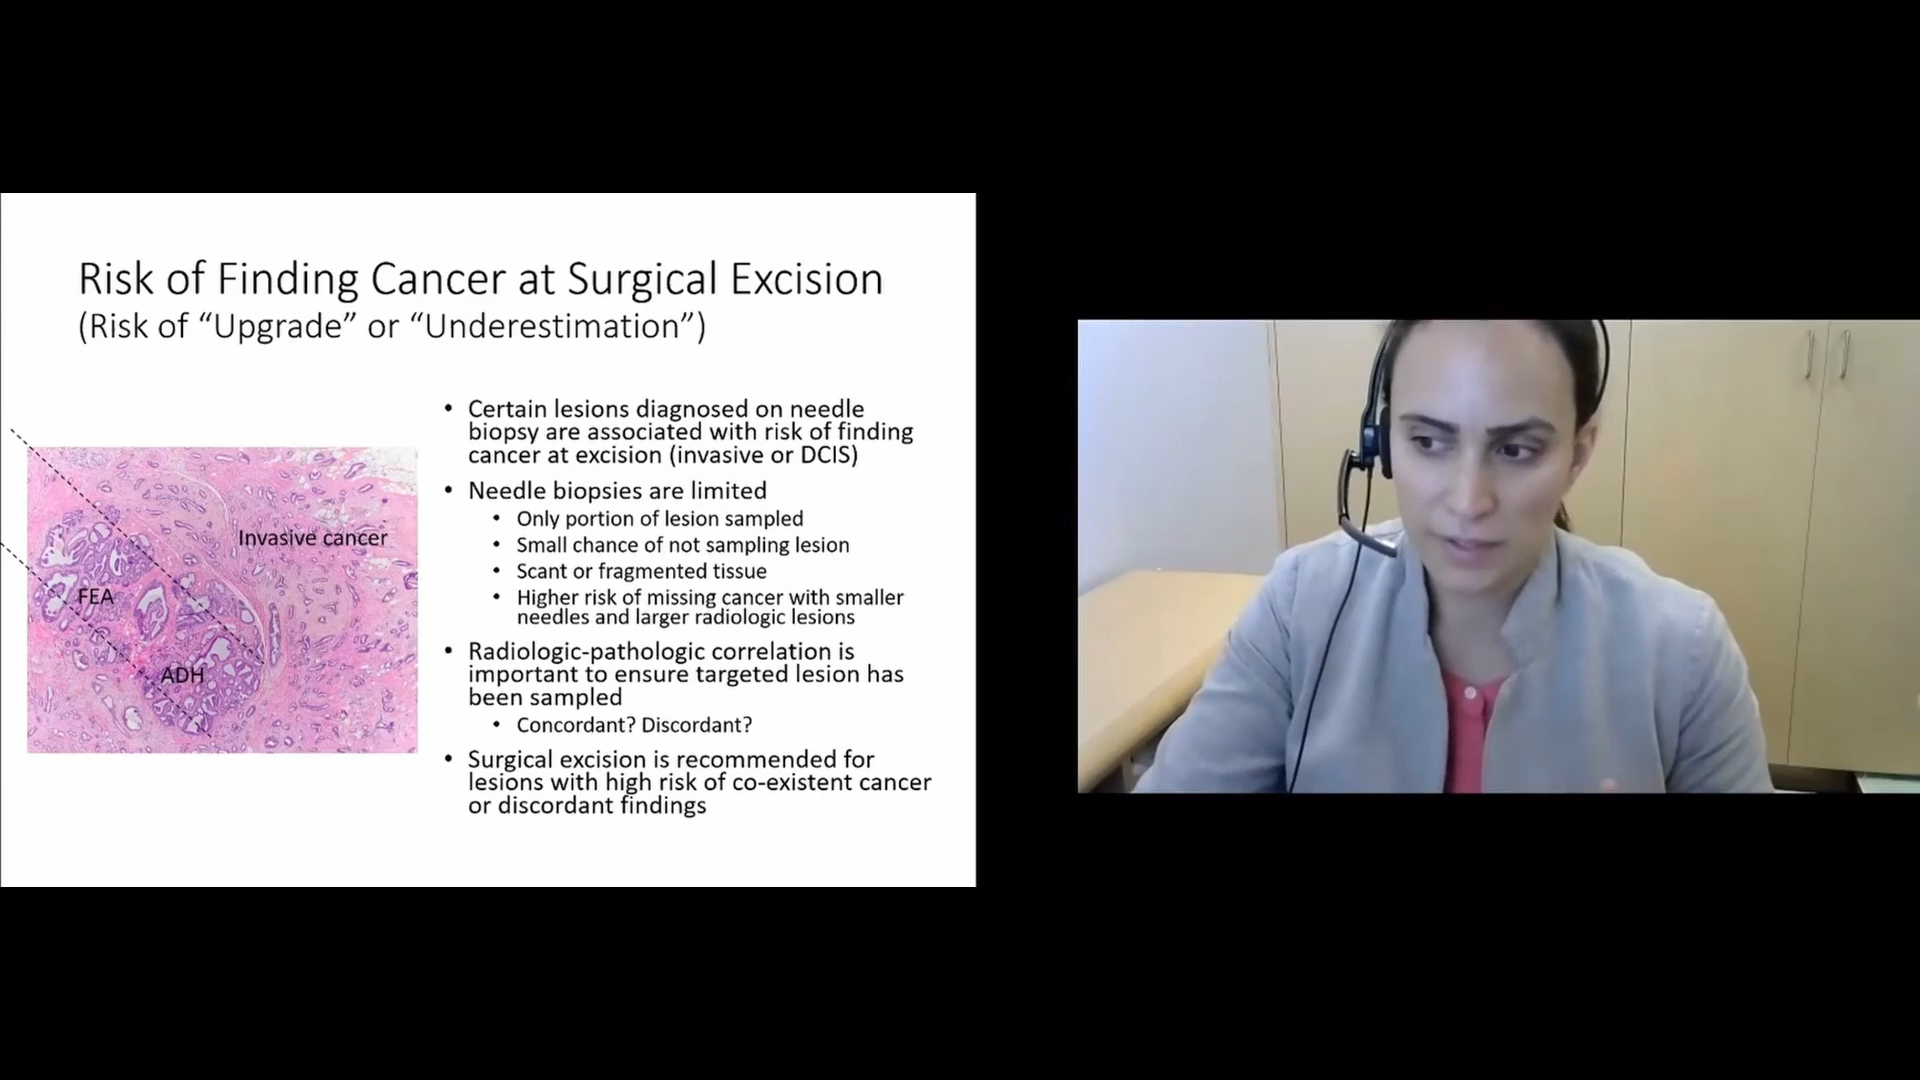 Risk of Finding Cancer at Surgical Excision
(Risk of “Upgrade” or “Underestimation”)
Invasive cancer
FEA
ADH
• Certain lesions diagnosed on needle
biopsy are associated with risk of finding
cancer at excision (invasive or DCIS)
• Needle biopsies are limited
• Only portion of lesion sampled
• Small chance of not sampling lesion
• Scant or fragmented tissue
• Higher risk of missing cancer with smaller
needles and larger radiologic lesions
• Radiologic-pathologic correlation is
important to ensure targeted lesion has
been sampled
• Concordant? Discordant?
• Surgical excision is recommended for
lesions with high risk of co-existent cancer
or discordant findings